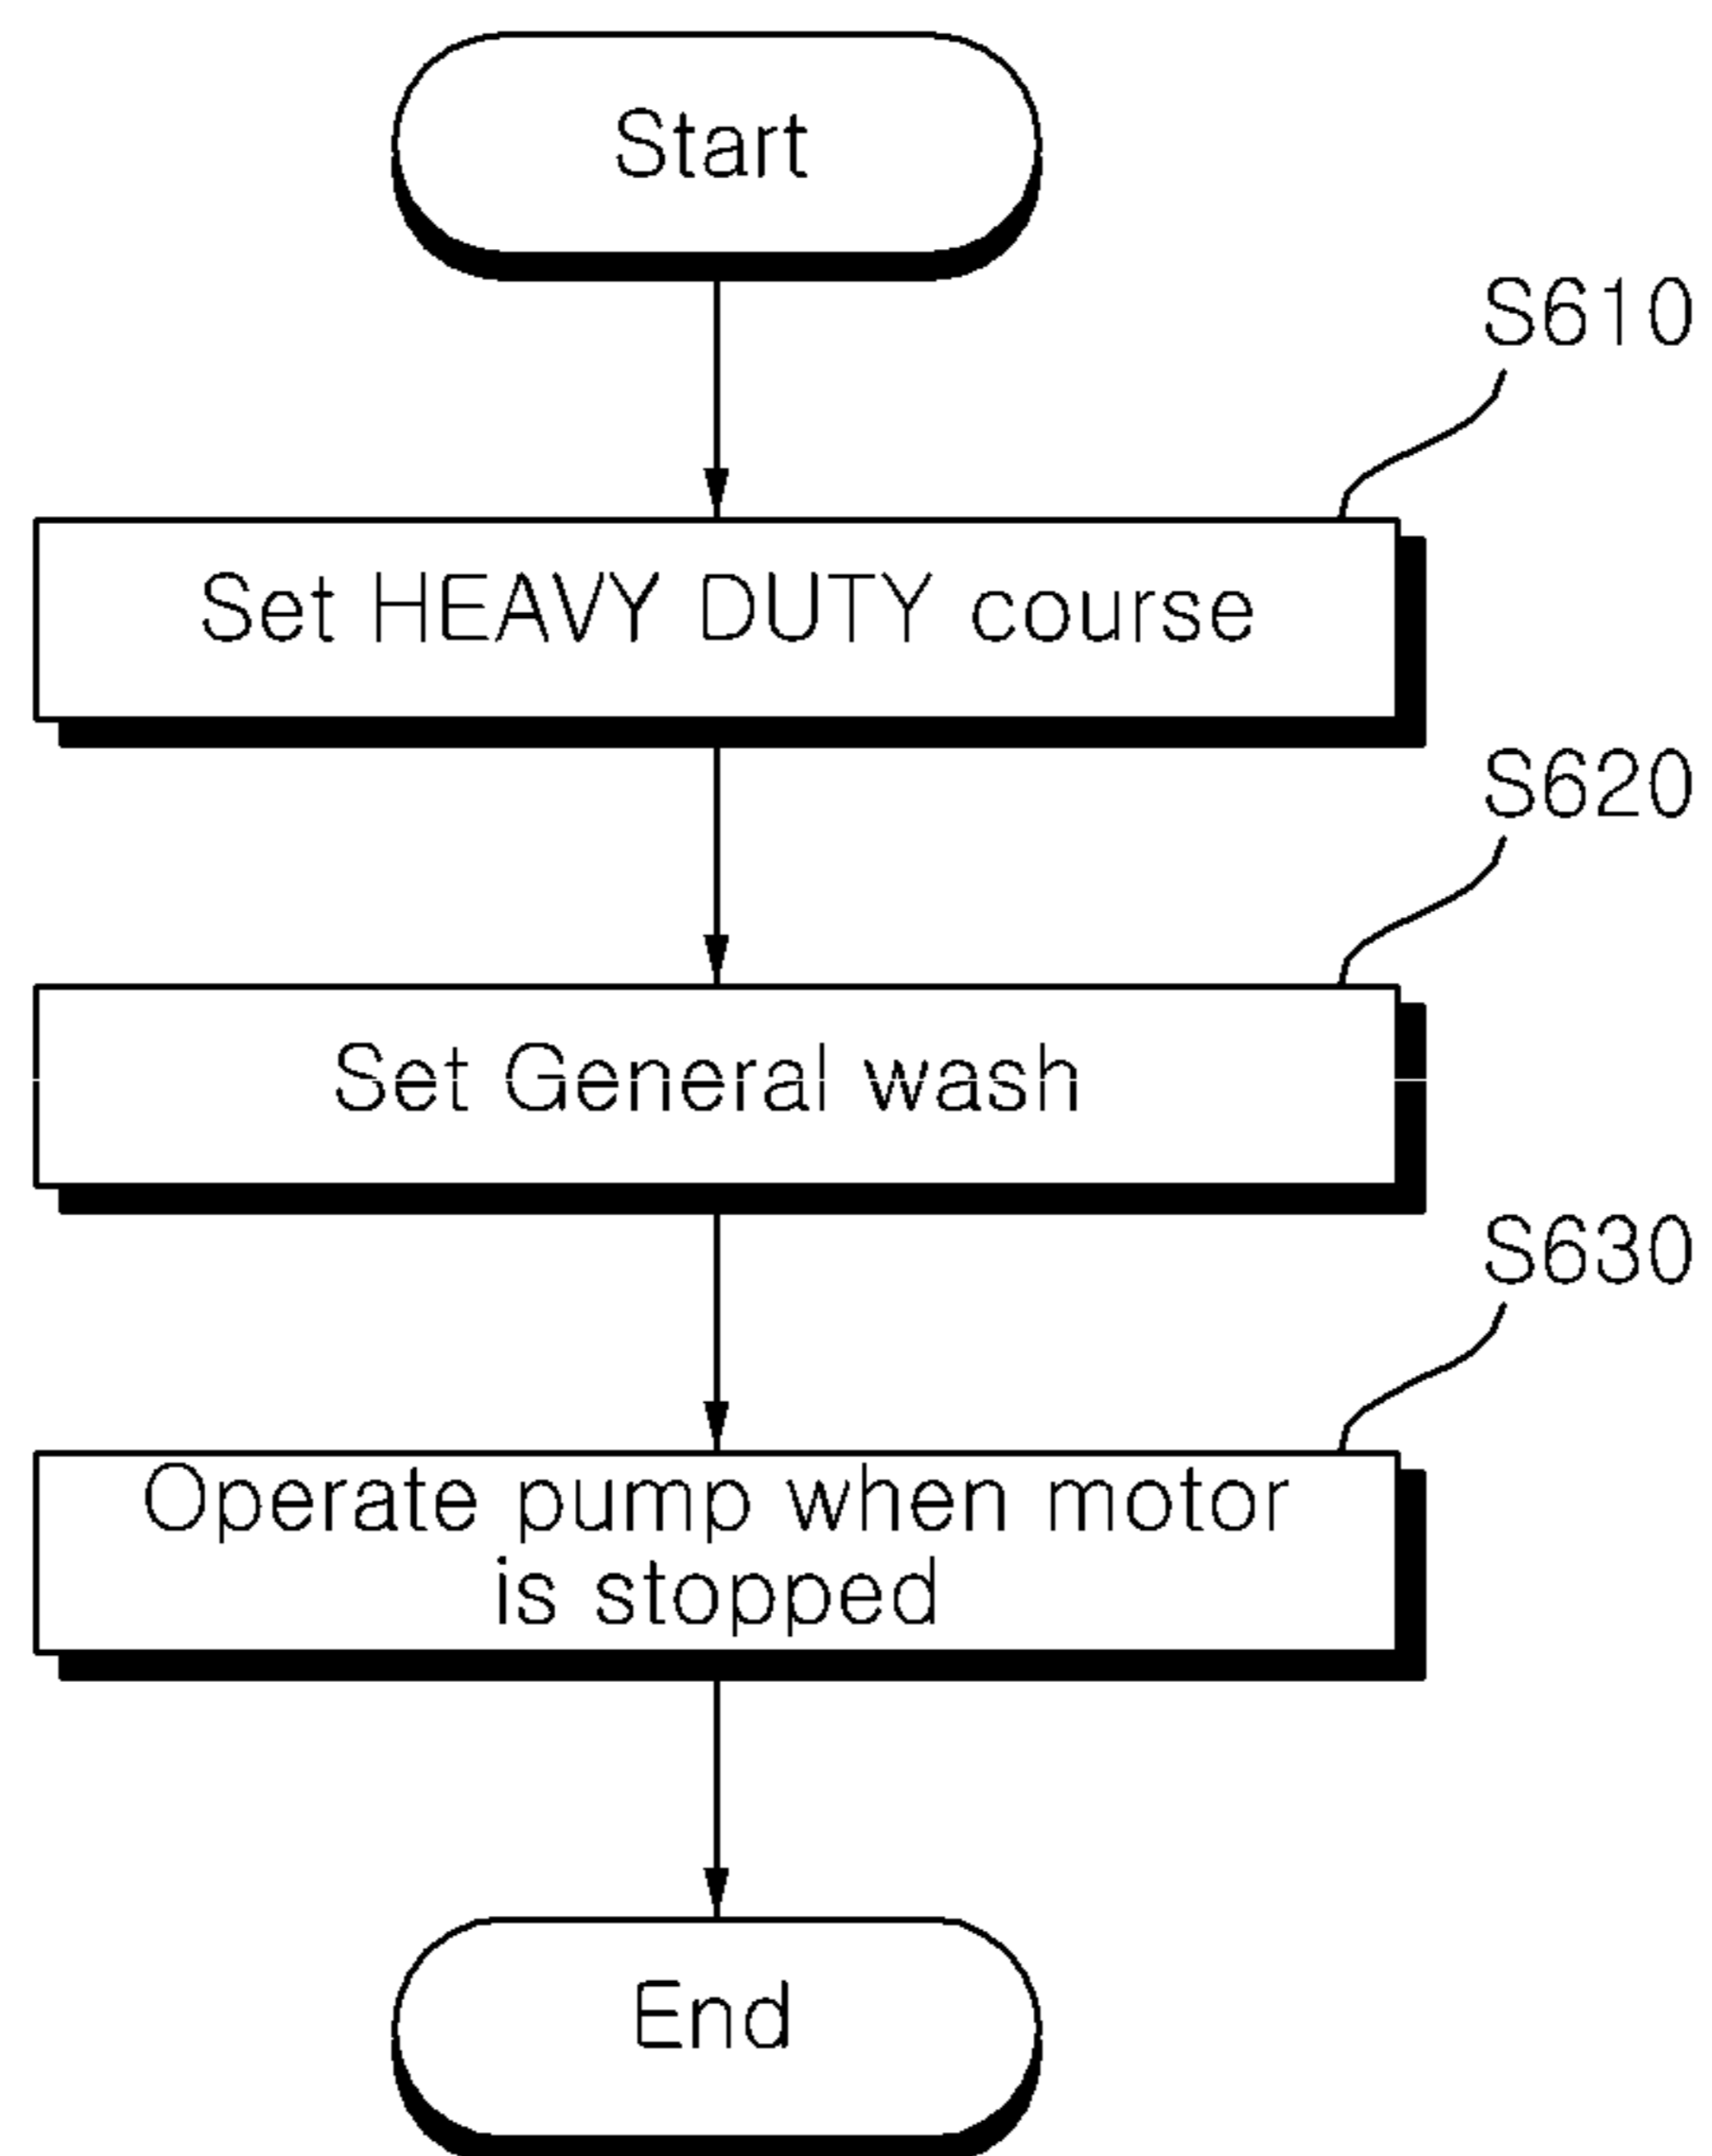 Start
S610
Set HEAVY DUTY course
S620
Set General wash
S630
Operate pump when motor
is stopped
End